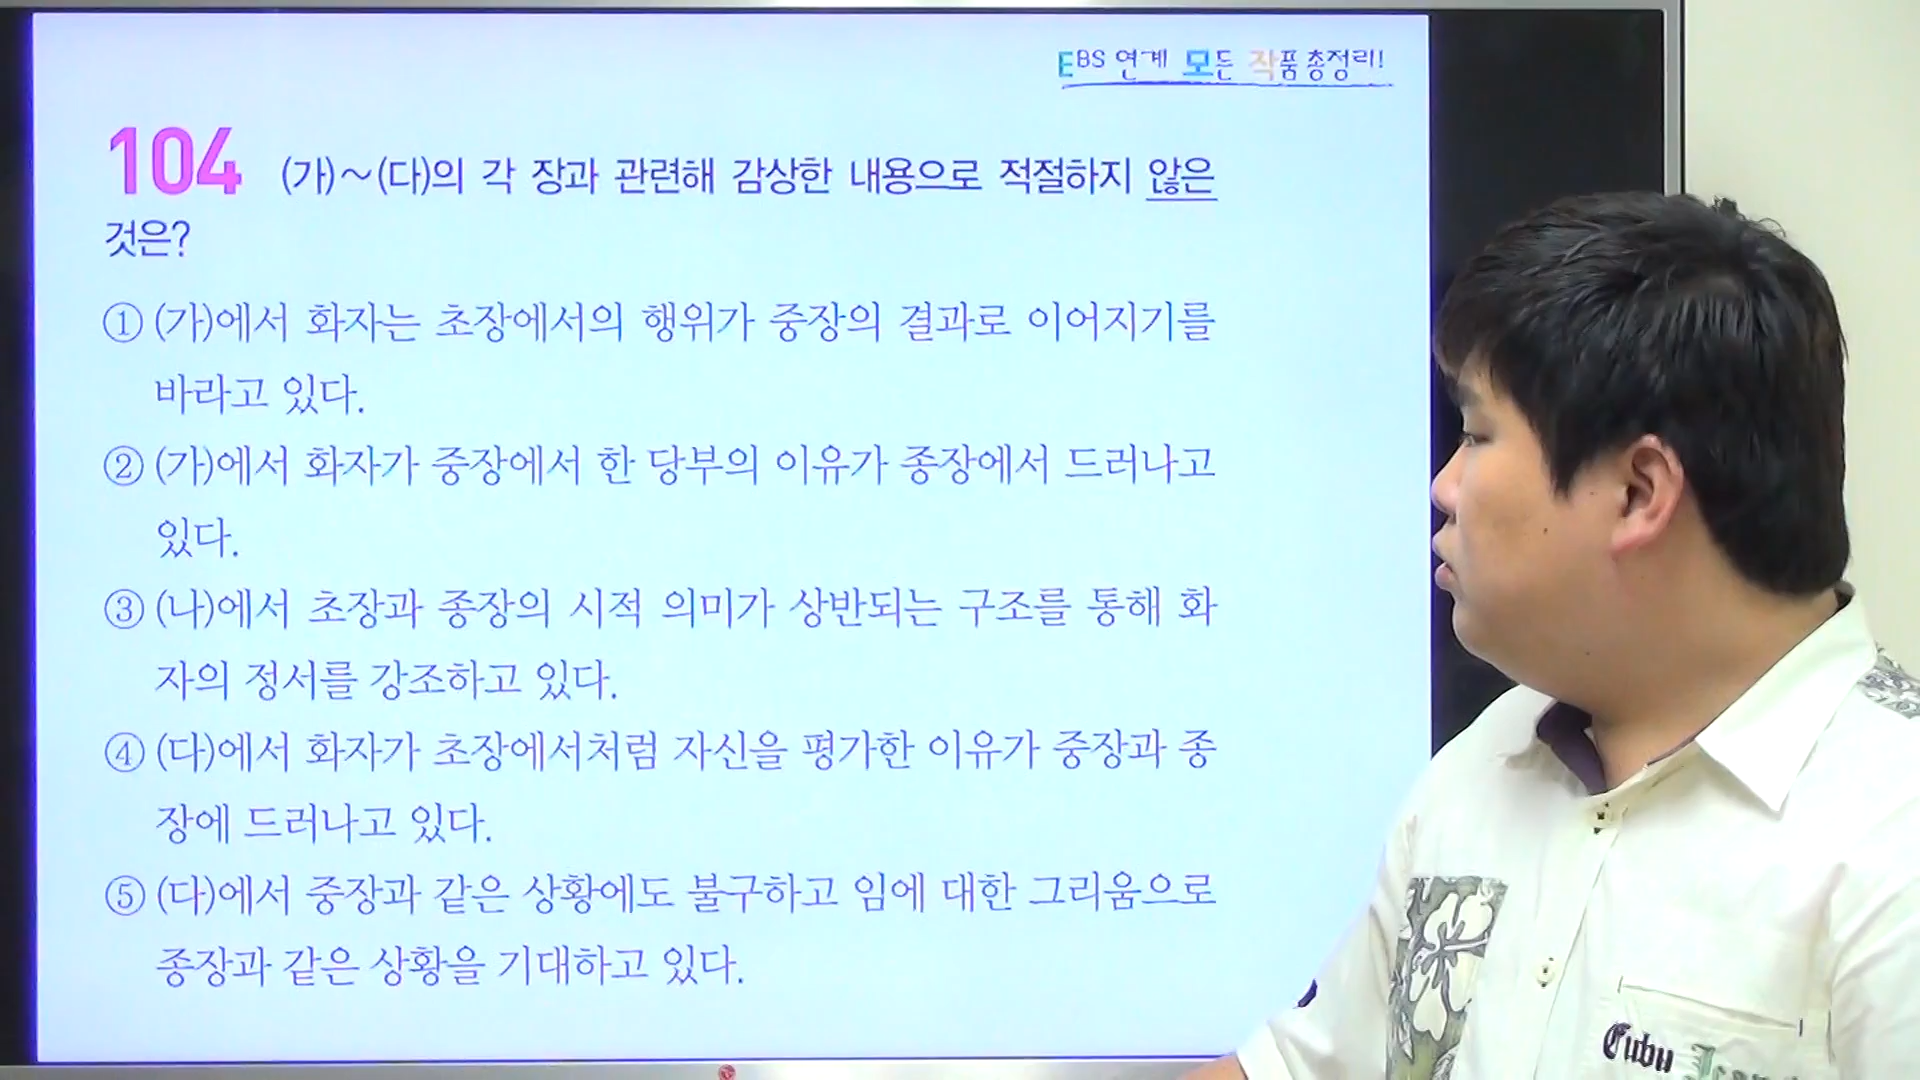 EBS 연계 모든 작품 총정리!
104 (가)~(다)의 각 장과 관련해 감상한 내용으로 적절하지 않은
것은?
① (가)에서 화자는 초장에서의 행위가 중장의 결과로 이어지기를
바라고 있다.
② (가)에서 화자가 중장에서 한 당부의 이유가 종장에서 드러나고
있다.
③ (나)에서 초장과 종장의 시적 의미가 상반되는 구조를 통해 화
자의 정서를 강조하고 있다.
④ (다)에서 화자가 초장에서처럼 자신을 평가한 이유가 중장과 종
장에 드러나고 있다.
⑤ (다)에서 중장과 같은 상황에도 불구하고 임에 대한 그리움으로
종장과 같은 상황을 기대하고 있다.